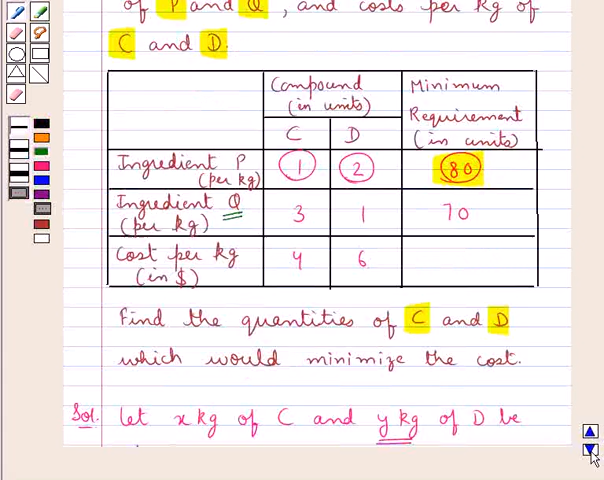 of P and Q, and costs per kg of
C and D.
Compound (in units) Minimum Requirement (in units)
C D
Ingredient P (per kg) 1 2 80
Ingredient Q (per kg) 3 1 70
Cost per kg (in $) 4 6
Find the quantities of C and D
which would minimize the cost.
Sol. Let x kg of C and y kg of D be